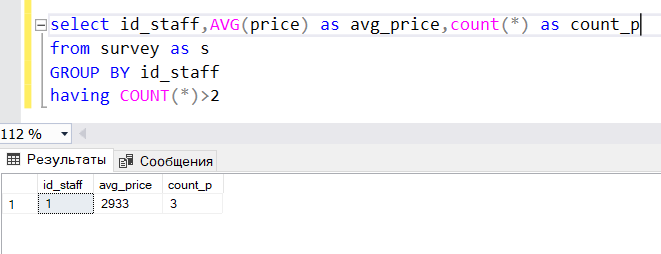 select id_staff,AVG(price) as avg_price,count(*) as count_p
from survey as s
GROUP BY id_staff
having COUNT(*)>2
112 %
Результаты Сообщения
id_staff avg_price count_p
1 1 2933 3